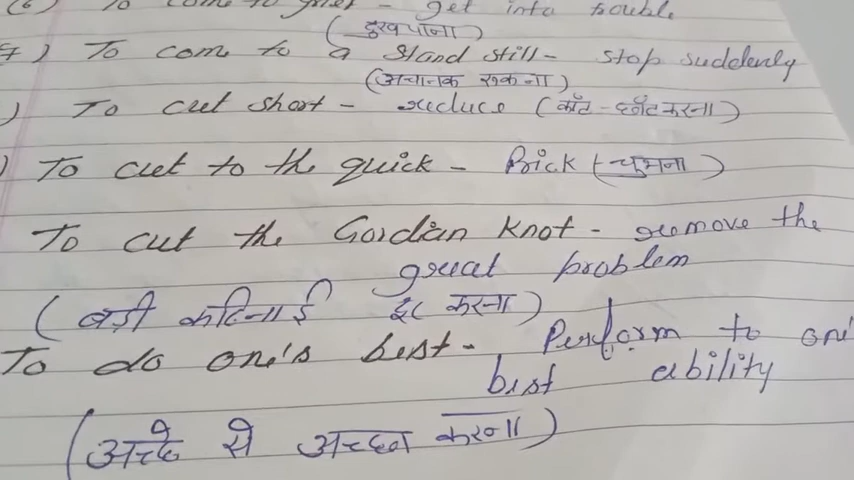 (6) To come to grief - get into trouble
(दुखपाना)
7) To come to a stand still - stop suddenly
(अचानक रुकना)
) To cut short - reduce (काँट-छाँट करना)
) To cut to the quick - Prick (चुभना)
To cut the Gordian Knot - remove the
great problem
(बड़ी कठिनाई दूर करना)
To do one's best - Perform to one's
best ability
(अच्छे से अच्छा करना)